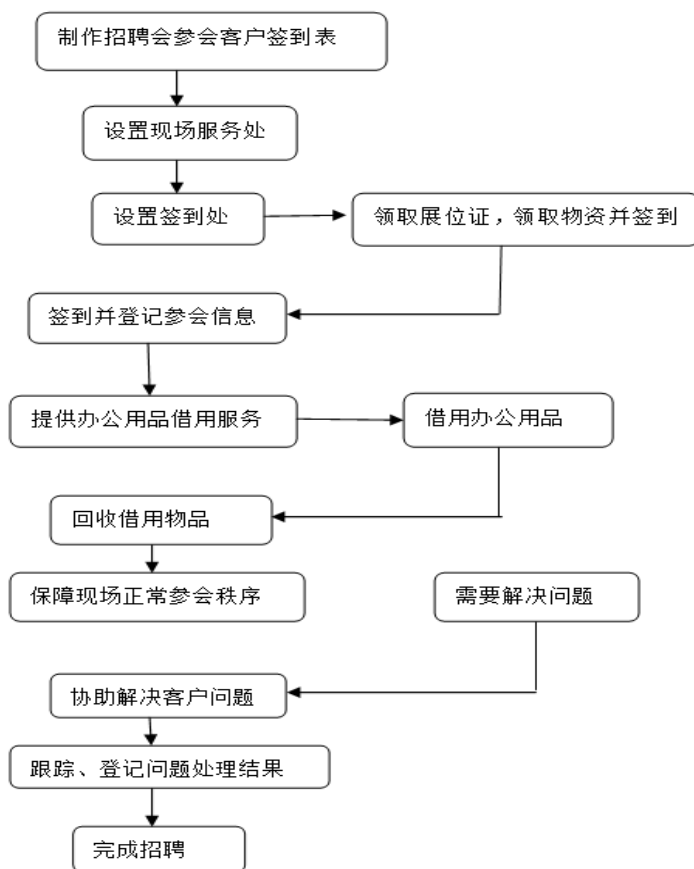 制作招聘会参会客户签到表
设置现场服务处
设置签到处
领取展位证，领取物资并签到
签到并登记参会信息
提供办公用品借用服务
借用办公用品
回收借用物品
保障现场正常参会秩序
需要解决问题
协助解决客户问题
跟踪、登记问题处理结果
完成招聘